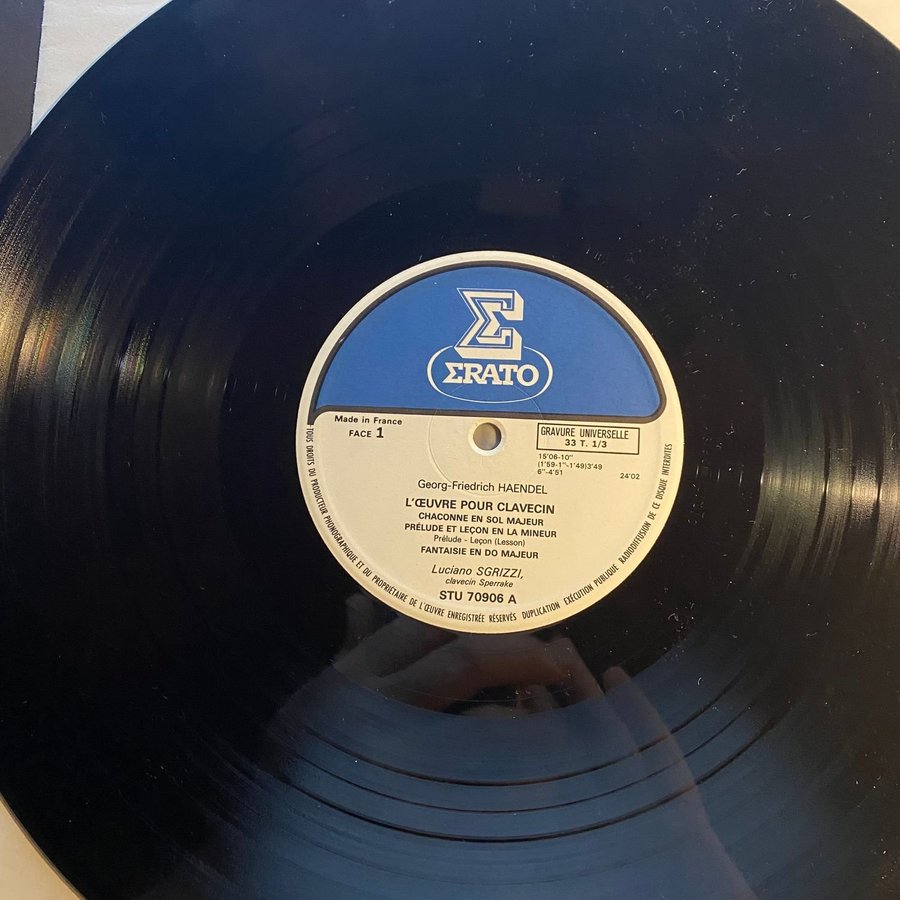 Σ
ΣRATO
Made in France
FACE 1
GRAVURE UNIVERSELLE
33 T. 1/3
15'06-10"
(1'59-1"-1'49)3'49
6"-4'51
24'02
Georg-Friedrich HAENDEL
L'ŒUVRE POUR CLAVECIN
CHACONNE EN SOL MAJEUR
PRÉLUDE ET LEÇON EN LA MINEUR
Prélude - Leçon (Lesson)
FANTAISIE EN DO MAJEUR
Luciano SGRIZZI,
clavecin Sperrake
STU 70906 A
TOUS DROITS DU PRODUCTEUR PHONOGRAPHIQUE ET DU PROPRIÉTAIRE DE L'ŒUVRE ENREGISTRÉE RÉSERVÉS DUPLICATION EXÉCUTION PUBLIQUE RADIODIFFUSION DE CE DISQUE INTERDITES